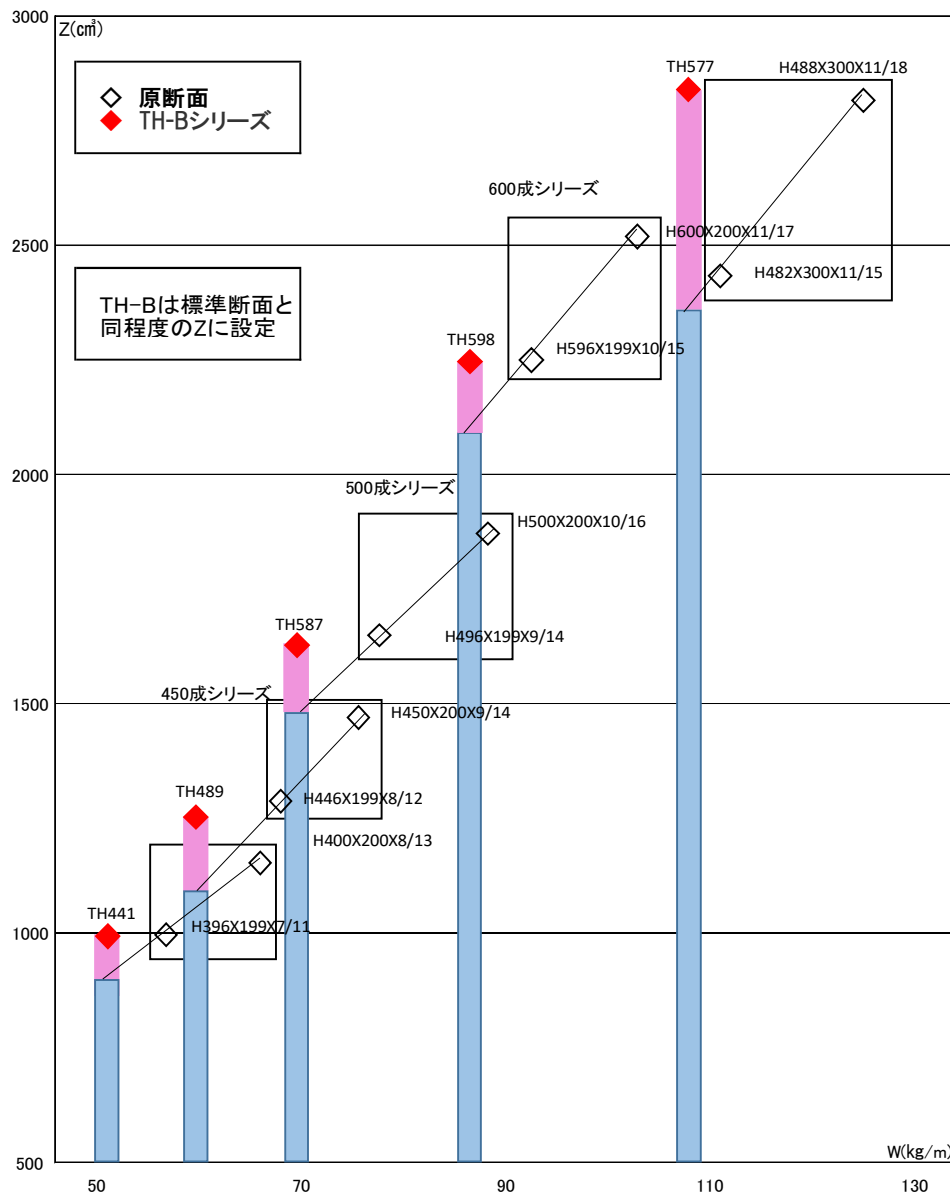 3000
Z(cm³)
TH577
H488X300X11/18
原断面
TH-Bシリーズ
600成シリーズ
H600X200X11/17
2500
H482X300X11/15
TH-Bは標準断面と
同程度のZに設定
TH598
H596X199X10/15
2000
500成シリーズ
H500X200X10/16
TH587
H496X199X9/14
450成シリーズ
1500
H450X200X9/14
TH489
H446X199X8/12
H400X200X8/13
TH441
1000
H396X199X7/11
W(kg/m)
500
50
70
90
110
130